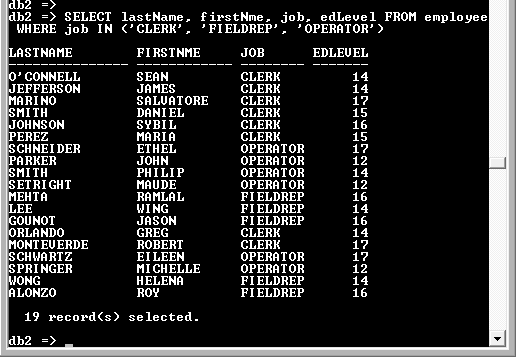 db2 =>
db2 => SELECT lastName, firstNme, job, edLevel FROM employee
WHERE job IN ('CLERK', 'FIELDREP', 'OPERATOR')
LASTNAME FIRSTNME JOB EDLEVEL
--------------- ------------ -------- -------
O'CONNELL SEAN CLERK 14
JEFFERSON JAMES CLERK 14
MARINO SALVATORE CLERK 17
SMITH DANIEL CLERK 15
JOHNSON SYBIL CLERK 16
PEREZ MARIA CLERK 15
SCHNEIDER ETHEL OPERATOR 17
PARKER JOHN OPERATOR 12
SMITH PHILIP OPERATOR 14
SETRIGHT MAUDE OPERATOR 12
MEHTA RAMLAL FIELDREP 16
LEE WING FIELDREP 14
GOUNOT JASON FIELDREP 16
ORLANDO GREG CLERK 14
MONTEVERDE ROBERT CLERK 17
SCHWARTZ EILEEN OPERATOR 17
SPRINGER MICHELLE OPERATOR 12
WONG HELENA FIELDREP 14
ALONZO ROY FIELDREP 16
19 record(s) selected.
db2 => _